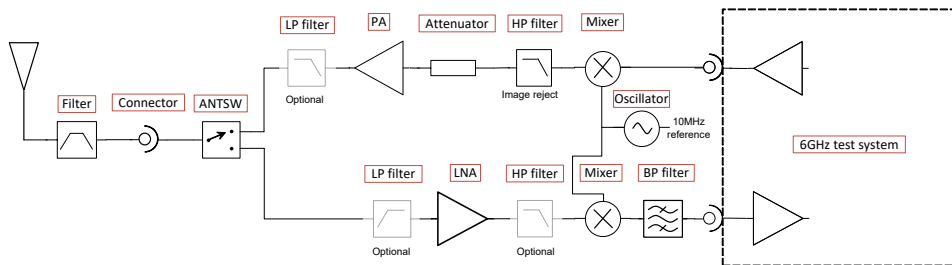 LP filter
PA
Attenuator
HP filter
Mixer
Optional
Image reject
Filter
Connector
ANTSW
Oscillator
10MHz
reference
6GHz test system
LP filter
LNA
HP filter
Mixer
BP filter
Optional
Optional